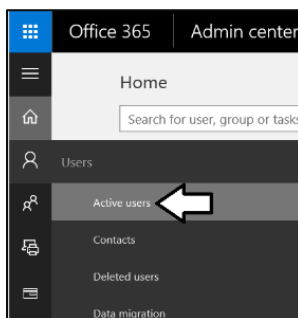 Office 365 Admin center
Home
Search for user, group or tasks
Users
Active users
Contacts
Deleted users
Data migration